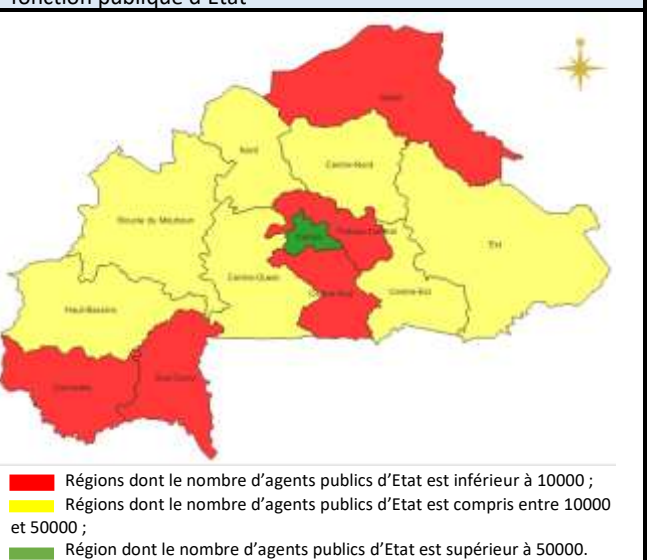 fonction publique d'Etat
Sahel
Nord
Centre-Nord
Boucle du Mouhoun
Plateau Central
Centre
Est
Centre-Ouest
Centre-Sud
Centre-Est
Haut-Bassins
Cascades
Sud-Ouest
Régions dont le nombre d'agents publics d'Etat est inférieur à 10000 ;
Régions dont le nombre d'agents publics d'Etat est compris entre 10000
et 50000 ;
Région dont le nombre d'agents publics d'Etat est supérieur à 50000.